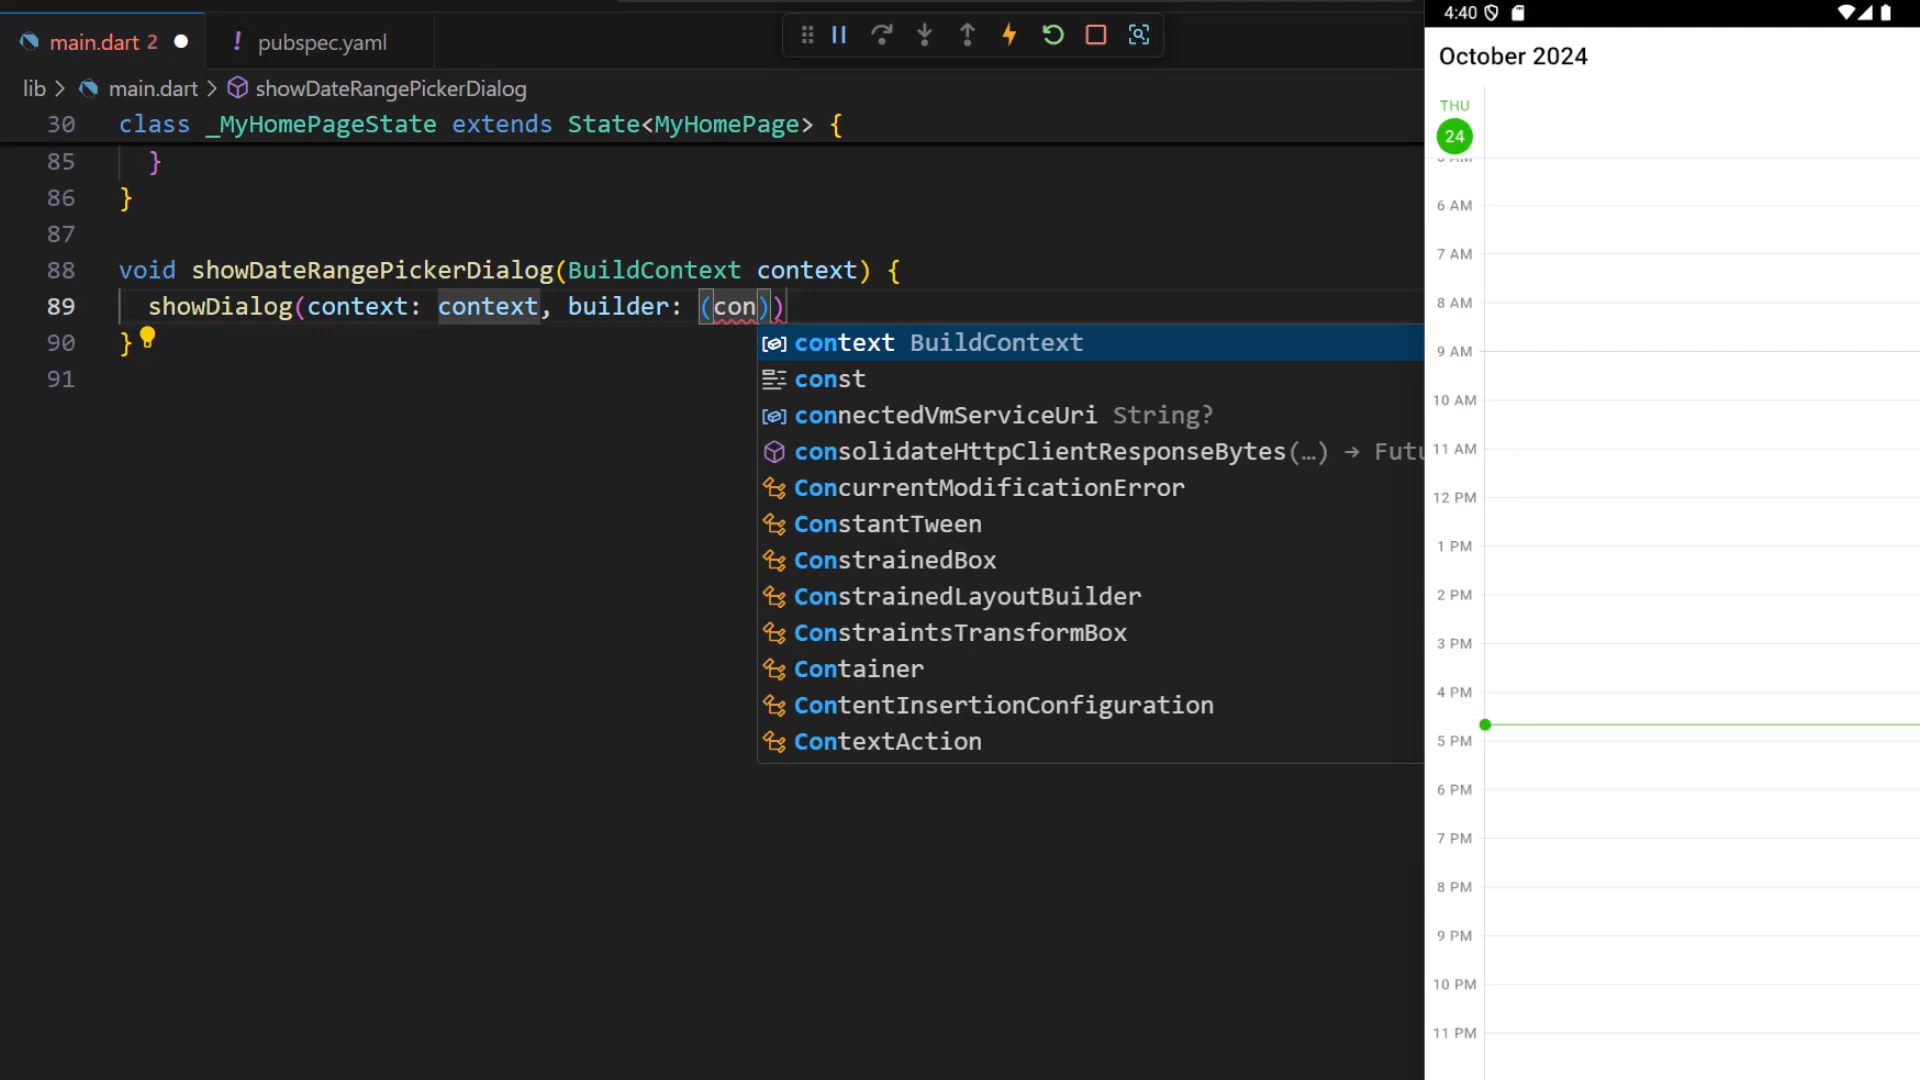 main.dart 2
pubspec.yaml
lib > main.dart > showDateRangePickerDialog
30 class _MyHomePageState extends State<MyHomePage> {
85 }
86 }
87
88 void showDateRangePickerDialog(BuildContext context) {
89 showDialog(context: context, builder: (con))
90 }
91
context BuildContext
const
connectedVmServiceUri String?
consolidateHttpClientResponseBytes(…) → Futu
ConcurrentModificationError
ConstantTween
ConstrainedBox
ConstrainedLayoutBuilder
ConstraintsTransformBox
Container
ContentInsertionConfiguration
ContextAction
4:40
October 2024
THU
24
6 AM
7 AM
8 AM
9 AM
10 AM
11 AM
12 PM
1 PM
2 PM
3 PM
4 PM
5 PM
6 PM
7 PM
8 PM
9 PM
10 PM
11 PM